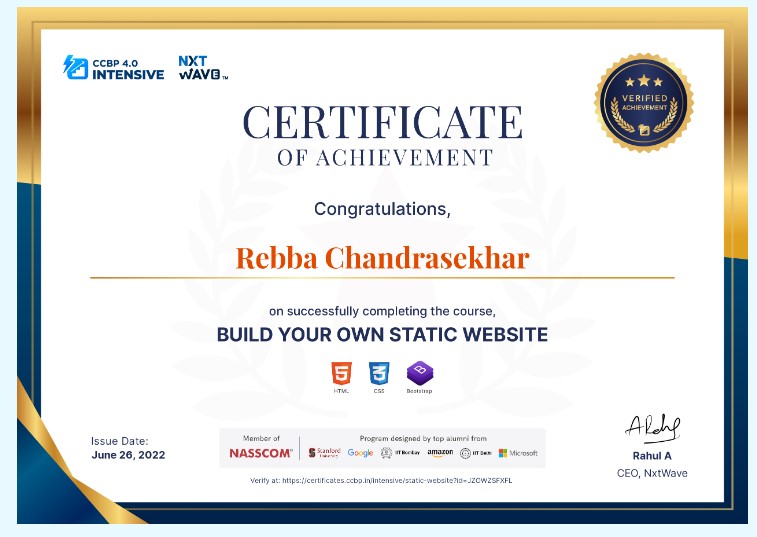 CCBP 4.0
INTENSIVE
NXT
WAVE™
VERIFIED
ACHIEVEMENT
CERTIFICATE
OF ACHIEVEMENT
Congratulations,
Rebba Chandrasekhar
on successfully completing the course,
BUILD YOUR OWN STATIC WEBSITE
HTML CSS Bootstrap
Issue Date:
June 26, 2022
Member of
NASSCOM®
Program designed by top alumni from
Stanford University Google IIT Bombay amazon IIT Delhi Microsoft
Verify at: https://certificates.ccbp.in/intensive/static-website?id=JZOWZSFXFL
Rahul A
CEO, NxtWave